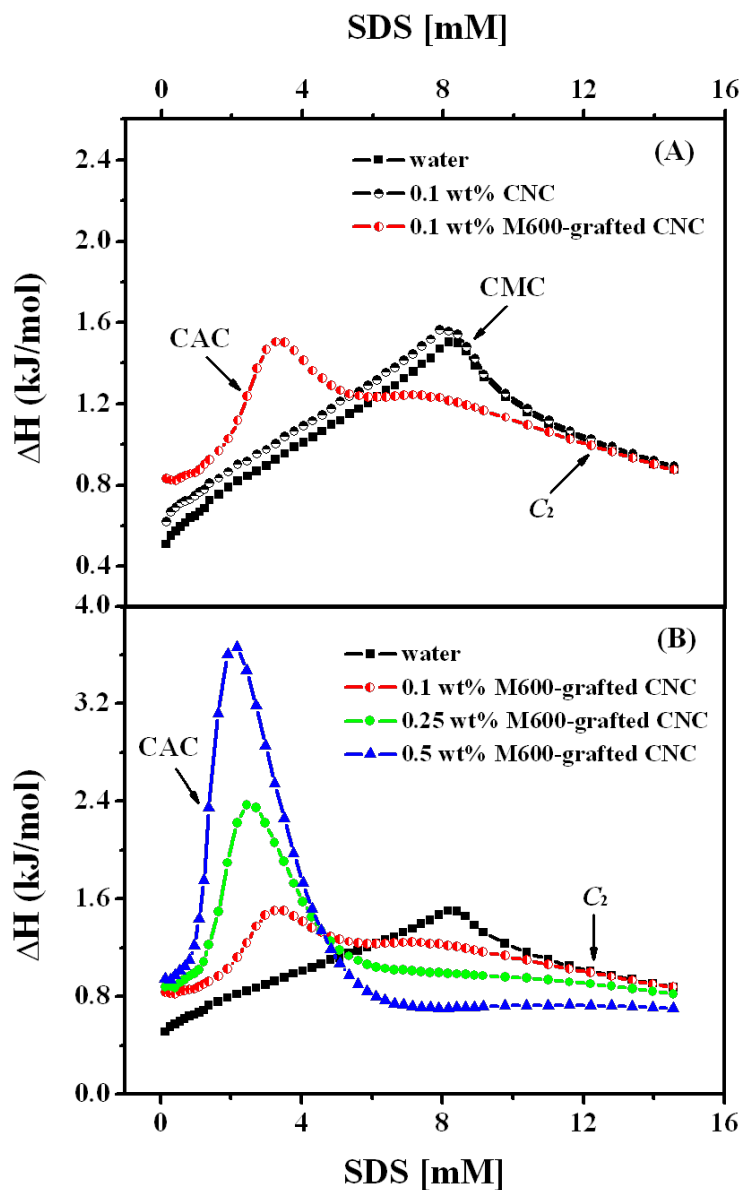 SDS [mM]
0 4 8 12 16
(A)
water
0.1 wt% CNC
0.1 wt% M600-grafted CNC
CMC
CAC
C2
ΔH (kJ/mol)
2.4
2.0
1.6
1.2
0.8
0.4
4.0
(B)
water
0.1 wt% M600-grafted CNC
0.25 wt% M600-grafted CNC
0.5 wt% M600-grafted CNC
CAC
C2
ΔH (kJ/mol)
3.2
2.4
1.6
0.8
0.0
0 4 8 12 16
SDS [mM]